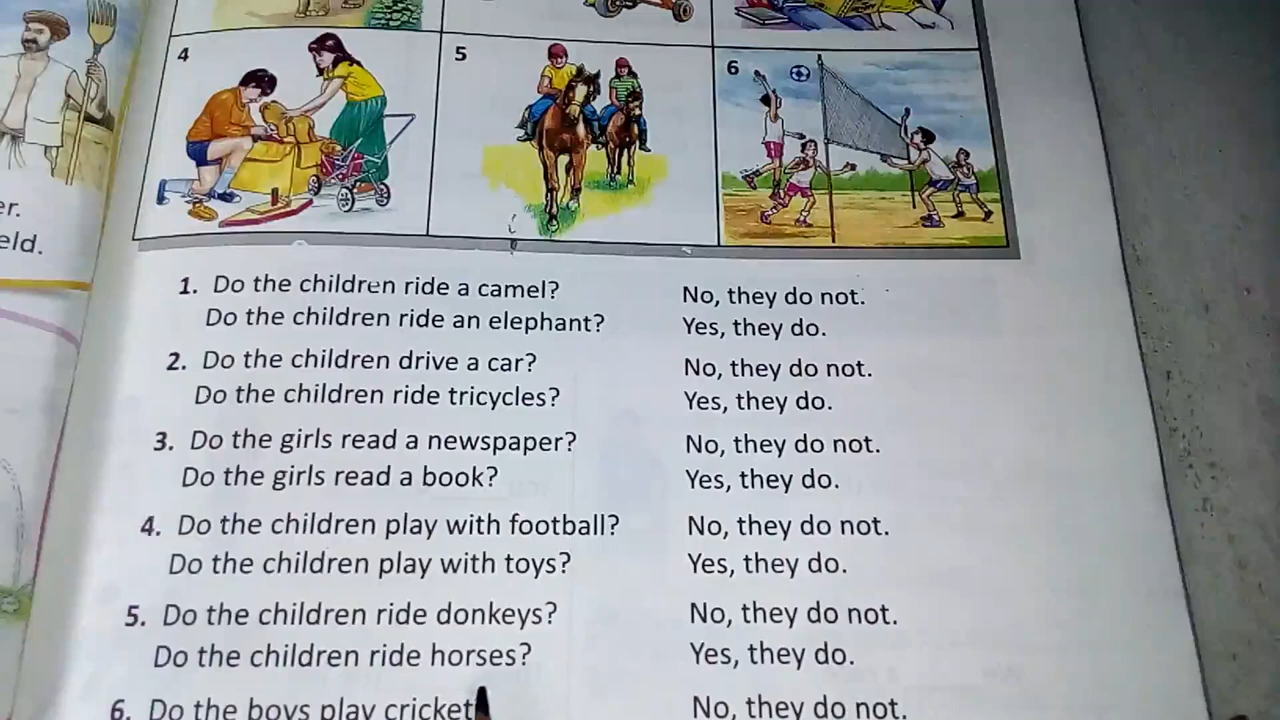 er.
eld.
4
5
6
1. Do the children ride a camel? No, they do not.
Do the children ride an elephant? Yes, they do.
2. Do the children drive a car? No, they do not.
Do the children ride tricycles? Yes, they do.
3. Do the girls read a newspaper? No, they do not.
Do the girls read a book? Yes, they do.
4. Do the children play with football? No, they do not.
Do the children play with toys? Yes, they do.
5. Do the children ride donkeys? No, they do not.
Do the children ride horses? Yes, they do.
6. Do the boys play cricket No, they do not.